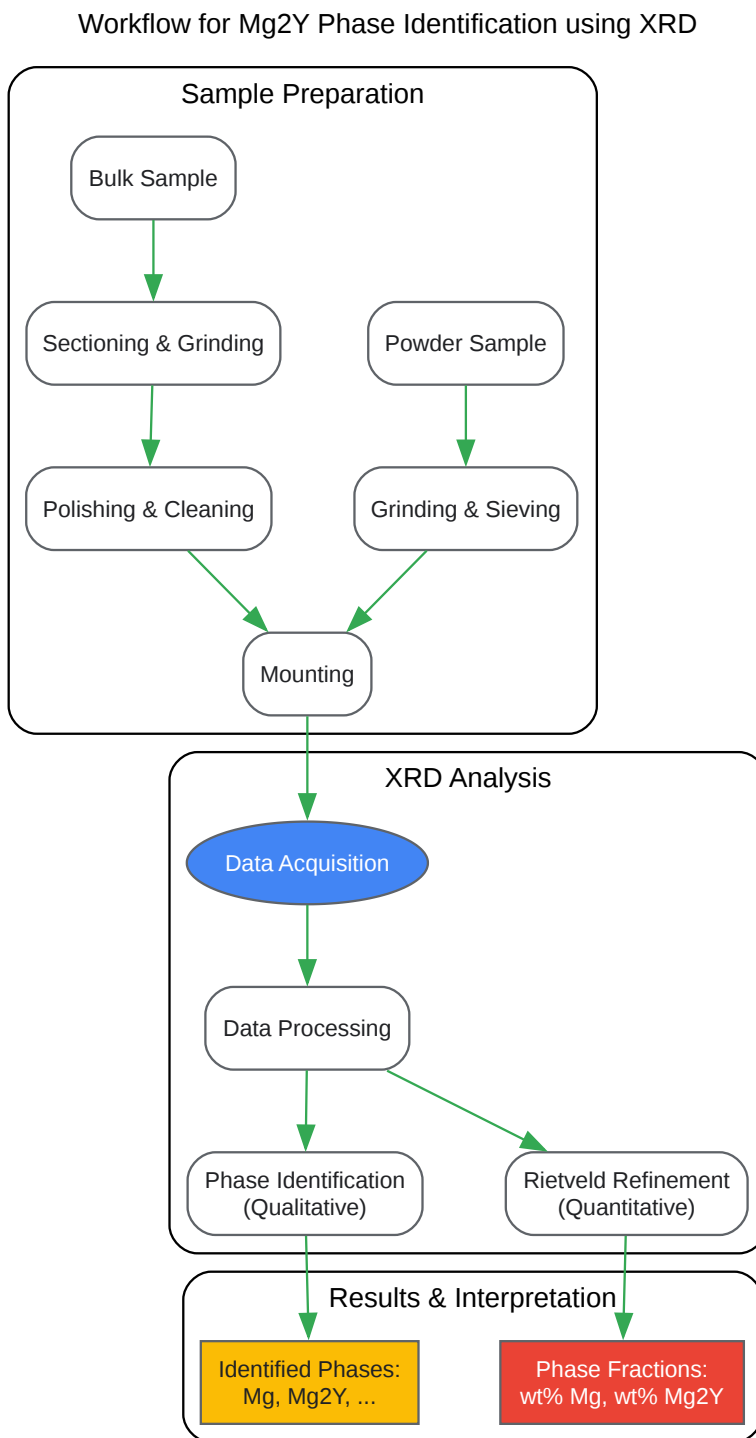 Workflow for Mg2Y Phase Identification using XRD
Sample Preparation
Bulk Sample
Sectioning & Grinding
Powder Sample
Polishing & Cleaning
Grinding & Sieving
Mounting
XRD Analysis
Data Acquisition
Data Processing
Phase Identification
(Qualitative)
Rietveld Refinement
(Quantitative)
Results & Interpretation
Identified Phases:
Mg, Mg2Y, ...
Phase Fractions:
wt% Mg, wt% Mg2Y